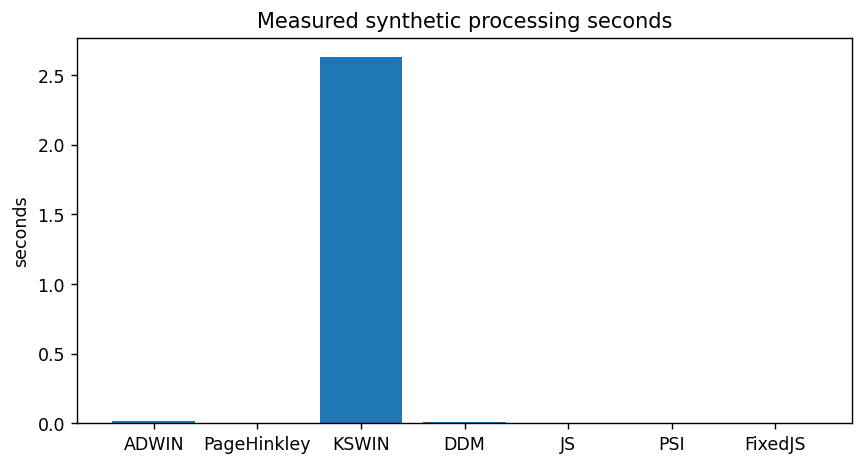 Measured synthetic processing seconds
2.5
2.0
1.5
1.0
0.5
0.0
seconds
ADWIN PageHinkley KSWIN DDM JS PSI FixedJS